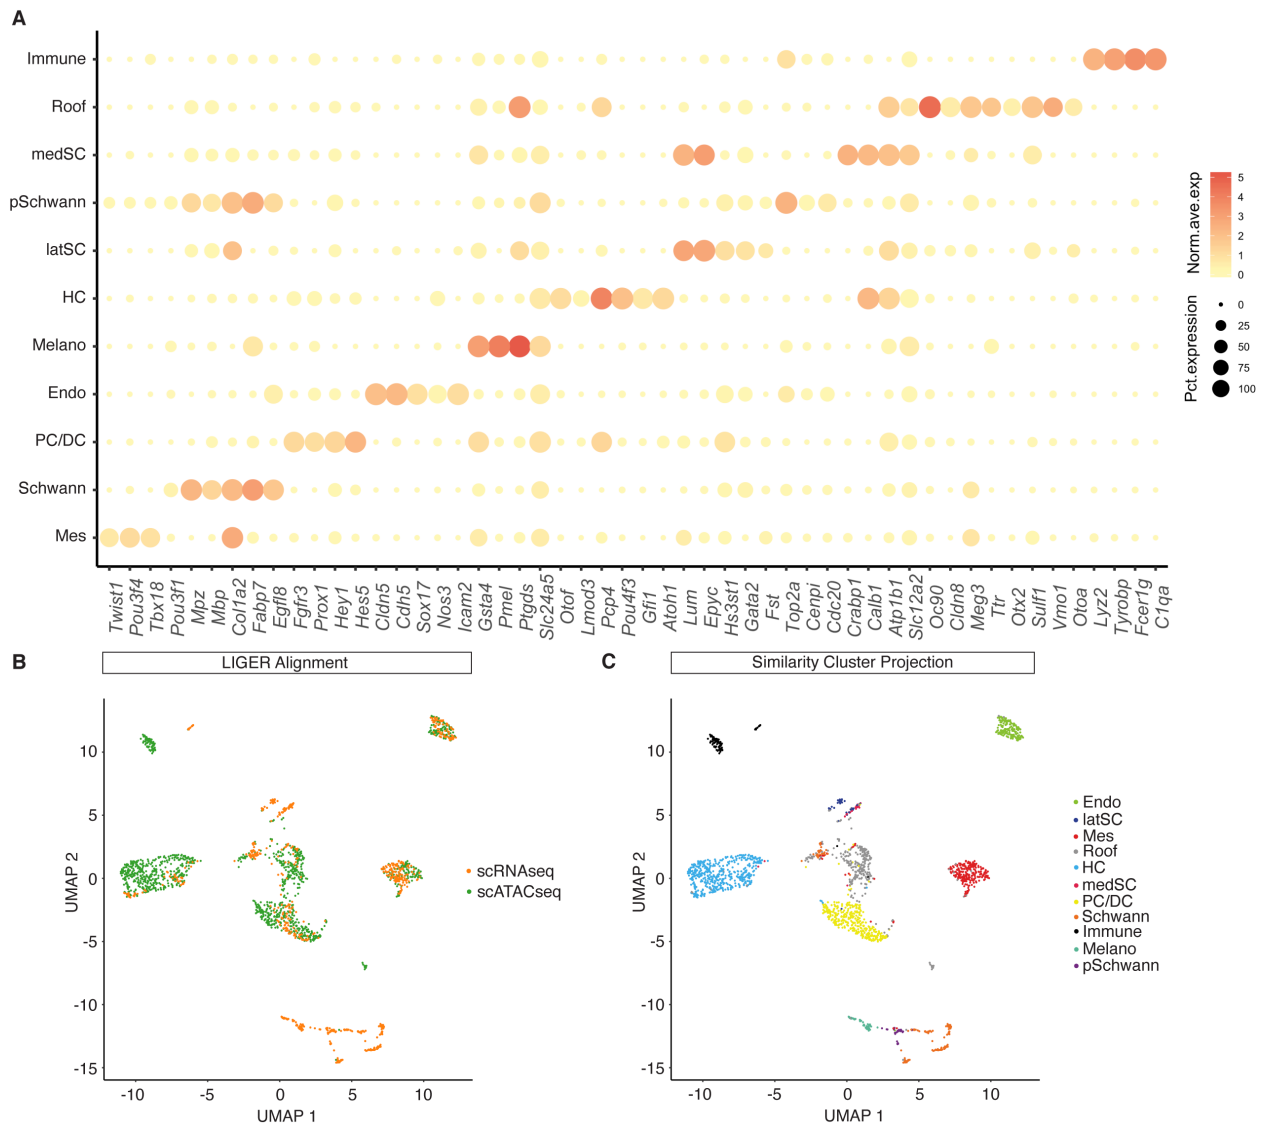 A
Immune
Roof
medSC
pSchwann
latSC
HC
Melano
Endo
PC/DC
Schwann
Mes
Twist1
Pou3f4
Tbx18
Pou3f1
Mpz
Mbp
Col1a2
Fabp7
Egfl8
Fgfr3
Prox1
Hey1
Hes5
Cldn5
Cdh5
Sox17
Nos3
Icam2
Gsta4
Pmel
Ptgds
Slc24a5
Otof
Lmod3
Pcp4
Pou4f3
Gfi1
Atoh1
Lum
Epyc
Hs3st1
Gata2
Fst
Top2a
Cenpi
Cdc20
Crabp1
Calb1
Atp1b1
Slc12a2
Oc90
Cldn8
Meg3
Ttr
Otx2
Sulf1
Vmo1
Otoa
Lyz2
Tyrobp
Fcer1g
C1qa
Norm.ave.exp
5
4
3
2
1
0
Pct.expression
0
25
50
75
100
B
LIGER Alignment
10
5
0
-5
-10
-15
UMAP 2
-10
-5
0
5
10
UMAP 1
scRNAseq
scATACseq
C
Similarity Cluster Projection
10
5
0
-5
-10
-15
UMAP 2
-10
-5
0
5
10
UMAP 1
Endo
latSC
Mes
Roof
HC
medSC
PC/DC
Schwann
Immune
Melano
pSchwann